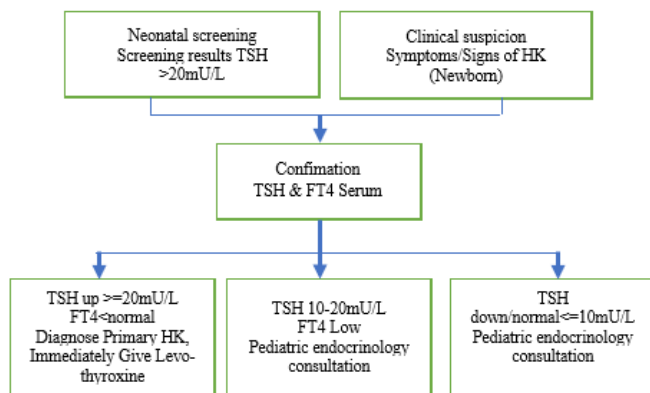 Neonatal screening
Screening results TSH
>20mU/L
Clinical suspicion
Symptoms/Signs of HK
(Newborn)
Confimation
TSH & FT4 Serum
TSH up >=20mU/L
FT4<normal
Diagnose Primary HK,
Immediately Give Levo-
thyroxine
TSH 10-20mU/L
FT4 Low
Pediatric endocrinology
consultation
TSH
down/normal<=10mU/L
Pediatric endocrinology
consultation